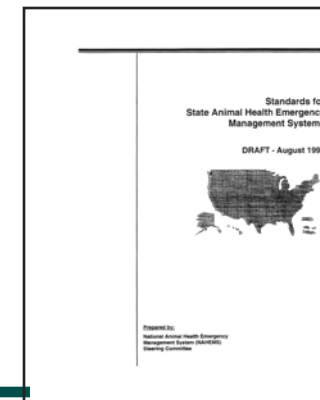 Standards fo
State Animal Health Emergenc
Management System
DRAFT - August 199
Prepared by:
National Animal Health Emergency
Management System (NAHEMS)
Steering Committee